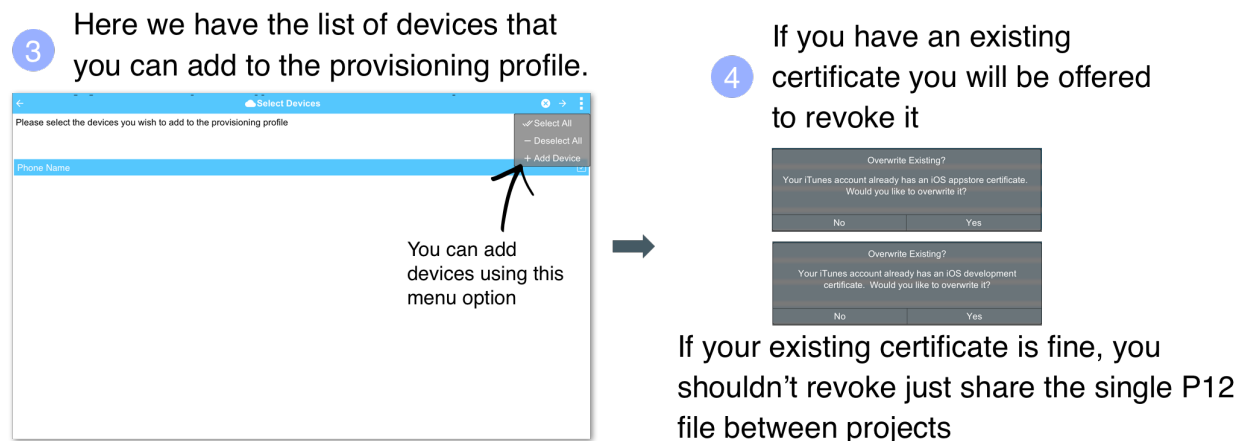 3
Here we have the list of devices that
you can add to the provisioning profile.
Select Devices
Please select the devices you wish to add to the provisioning profile
Select All
Deselect All
+ Add Device
Phone Name
You can add
devices using this
menu option
4
If you have an existing
certificate you will be offered
to revoke it
Overwrite Existing?
Your iTunes account already has an iOS appstore certificate.
Would you like to overwrite it?
No Yes
Overwrite Existing?
Your iTunes account already has an iOS development
certificate. Would you like to overwrite it?
No Yes
If your existing certificate is fine, you
shouldn't revoke just share the single P12
file between projects